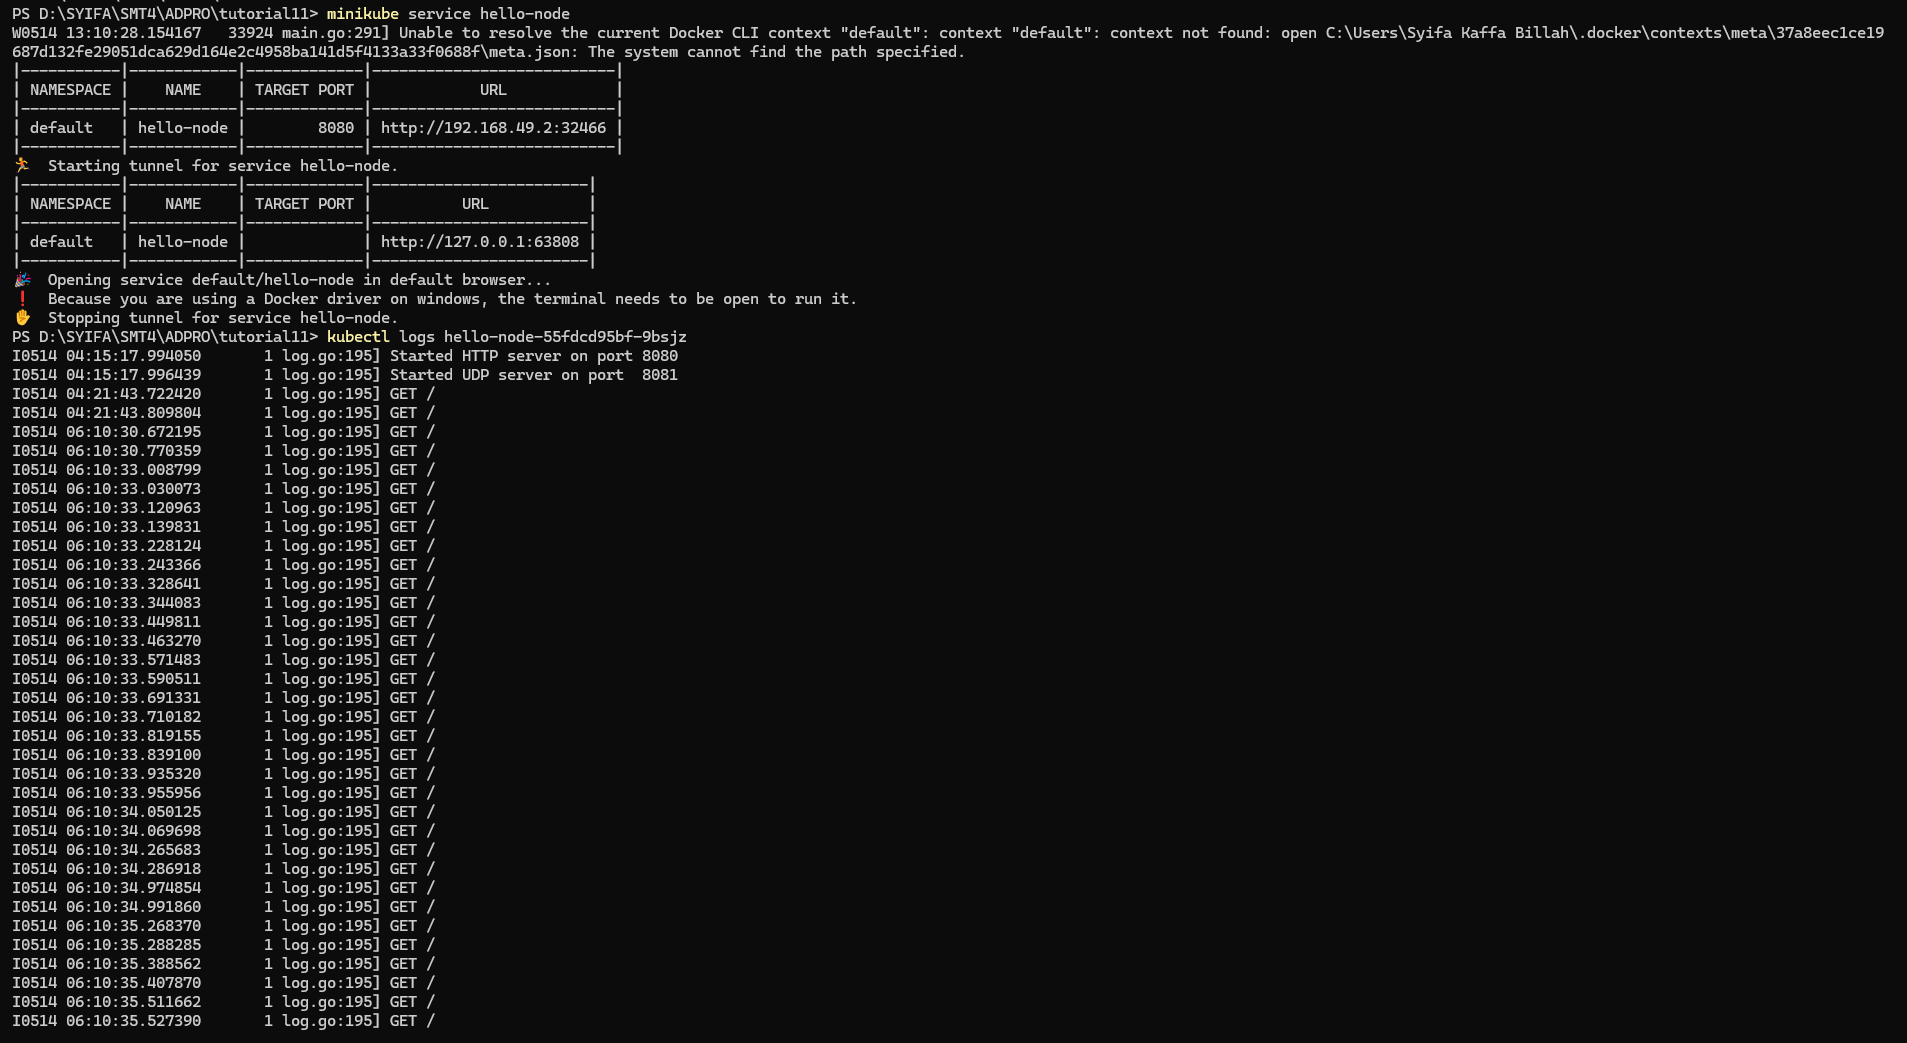 PS D:\SYIFA\SMT4\ADPRO\tutorial11> minikube service hello-node
W0514 13:10:28.154167   33924 main.go:291] Unable to resolve the current Docker CLI context "default": context "default": context not found: open C:\Users\Syifa Kaffa Billah\.docker\contexts\meta\37a8eec1ce19
687d132fe29051dca629d164e2c4958ba141d5f4133a33f0688f\meta.json: The system cannot find the path specified.
|-----------|------------|-------------|---------------------------|
| NAMESPACE |    NAME    | TARGET PORT |            URL            |
|-----------|------------|-------------|---------------------------|
| default   | hello-node |        8080 | http://192.168.49.2:32466 |
|-----------|------------|-------------|---------------------------|
🏃  Starting tunnel for service hello-node.
|-----------|------------|-------------|------------------------|
| NAMESPACE |    NAME    | TARGET PORT |          URL           |
|-----------|------------|-------------|------------------------|
| default   | hello-node |             | http://127.0.0.1:63808 |
|-----------|------------|-------------|------------------------|
🎉  Opening service default/hello-node in default browser...
❗  Because you are using a Docker driver on windows, the terminal needs to be open to run it.
✋  Stopping tunnel for service hello-node.
PS D:\SYIFA\SMT4\ADPRO\tutorial11> kubectl logs hello-node-55fdcd95bf-9bsjz
I0514 04:15:17.994050       1 log.go:195] Started HTTP server on port 8080
I0514 04:15:17.996439       1 log.go:195] Started UDP server on port  8081
I0514 04:21:43.722420       1 log.go:195] GET /
I0514 04:21:43.809804       1 log.go:195] GET /
I0514 06:10:30.672195       1 log.go:195] GET /
I0514 06:10:30.770359       1 log.go:195] GET /
I0514 06:10:33.008799       1 log.go:195] GET /
I0514 06:10:33.030073       1 log.go:195] GET /
I0514 06:10:33.120963       1 log.go:195] GET /
I0514 06:10:33.139831       1 log.go:195] GET /
I0514 06:10:33.228124       1 log.go:195] GET /
I0514 06:10:33.243366       1 log.go:195] GET /
I0514 06:10:33.328641       1 log.go:195] GET /
I0514 06:10:33.344083       1 log.go:195] GET /
I0514 06:10:33.449811       1 log.go:195] GET /
I0514 06:10:33.463270       1 log.go:195] GET /
I0514 06:10:33.571483       1 log.go:195] GET /
I0514 06:10:33.590511       1 log.go:195] GET /
I0514 06:10:33.691331       1 log.go:195] GET /
I0514 06:10:33.710182       1 log.go:195] GET /
I0514 06:10:33.819155       1 log.go:195] GET /
I0514 06:10:33.839100       1 log.go:195] GET /
I0514 06:10:33.935320       1 log.go:195] GET /
I0514 06:10:33.955956       1 log.go:195] GET /
I0514 06:10:34.050125       1 log.go:195] GET /
I0514 06:10:34.069698       1 log.go:195] GET /
I0514 06:10:34.265683       1 log.go:195] GET /
I0514 06:10:34.286918       1 log.go:195] GET /
I0514 06:10:34.974854       1 log.go:195] GET /
I0514 06:10:34.991860       1 log.go:195] GET /
I0514 06:10:35.268370       1 log.go:195] GET /
I0514 06:10:35.288285       1 log.go:195] GET /
I0514 06:10:35.388562       1 log.go:195] GET /
I0514 06:10:35.407870       1 log.go:195] GET /
I0514 06:10:35.511662       1 log.go:195] GET /
I0514 06:10:35.527390       1 log.go:195] GET /